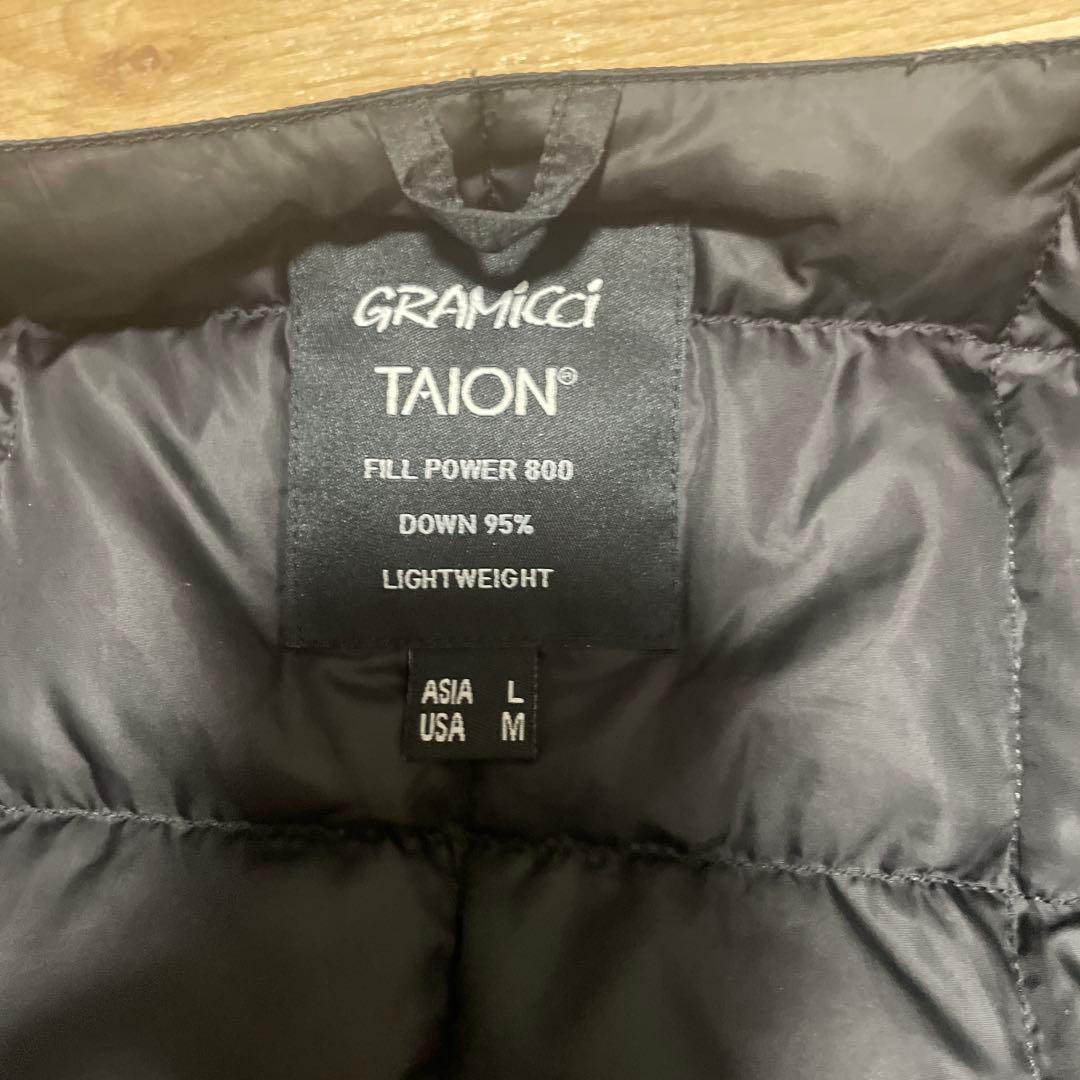 GRAMiCCi
TAION®
FILL POWER 800
DOWN 95%
LIGHTWEIGHT
ASIA L
USA M